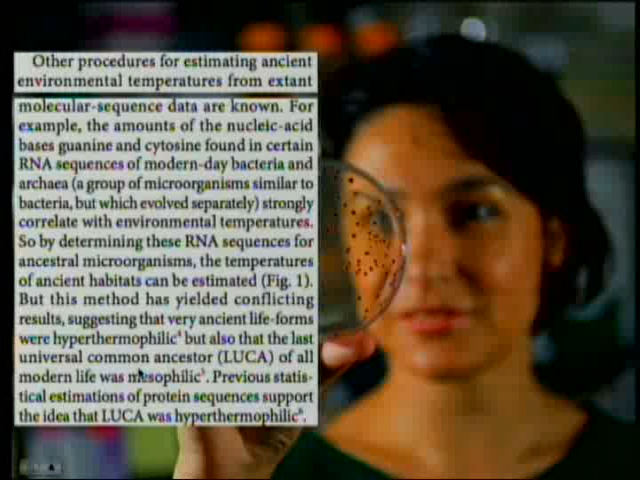 Other procedures for estimating ancient
environmental temperatures from extant
molecular-sequence data are known. For
example, the amounts of the nucleic-acid
bases guanine and cytosine found in certain
RNA sequences of modern-day bacteria and
archaea (a group of microorganisms similar to
bacteria, but which evolved separately) strongly
correlate with environmental temperatures.
So by determining these RNA sequences for
ancestral microorganisms, the temperatures
of ancient habitats can be estimated (Fig. 1).
But this method has yielded conflicting
results, suggesting that very ancient life-forms
were hyperthermophilic⁴ but also that the last
universal common ancestor (LUCA) of all
modern life was mesophilic⁵. Previous statis-
tical estimations of protein sequences support
the idea that LUCA was hyperthermophilic⁶.